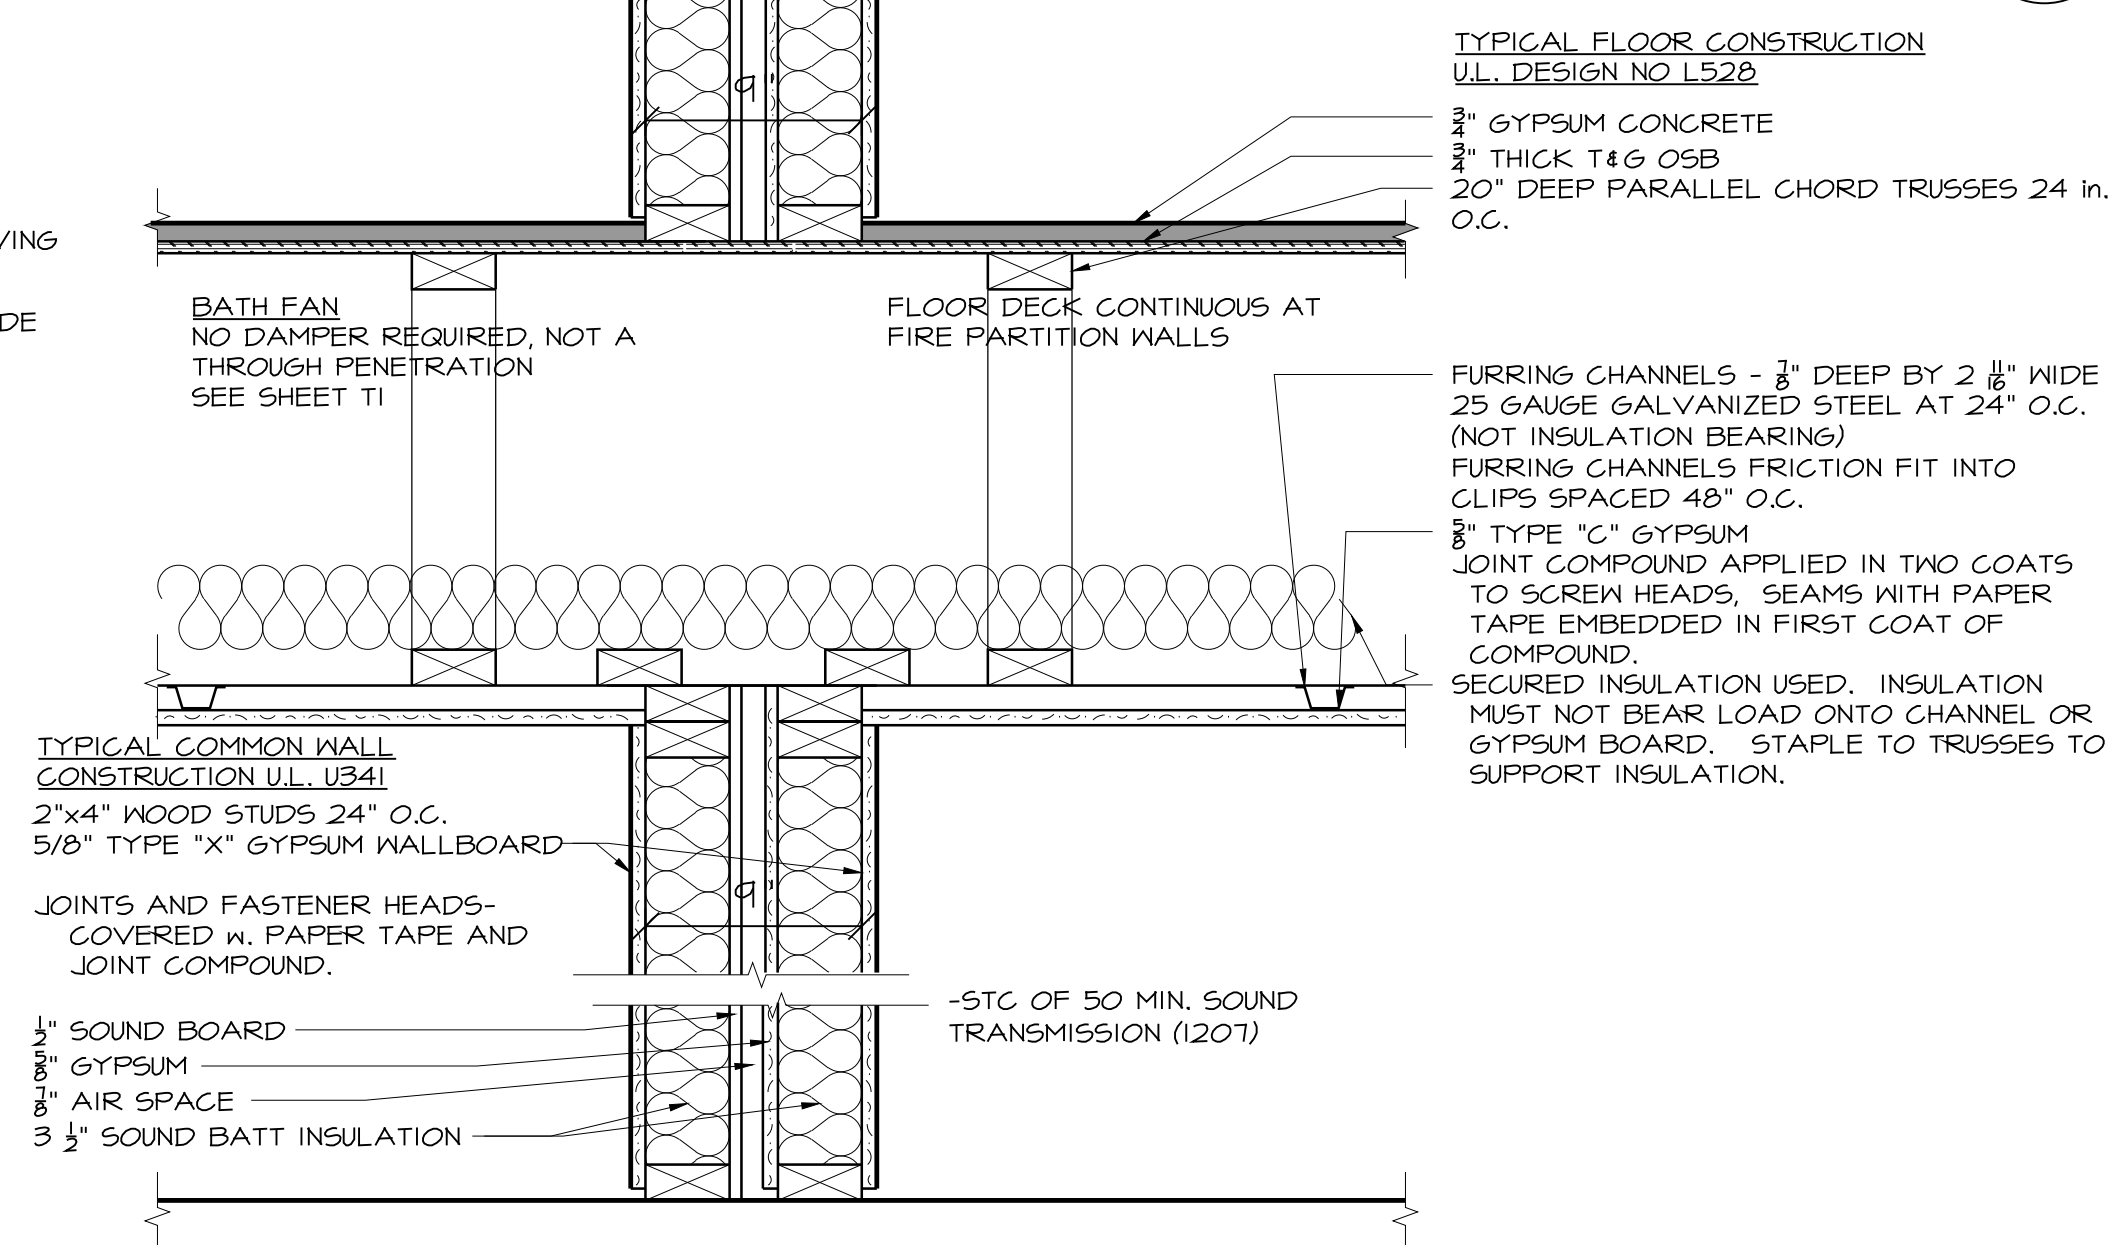 TYPICAL FLOOR CONSTRUCTION
U.L. DESIGN NO L528
3/4" GYPSUM CONCRETE
3/4" THICK T&G OSB
20" DEEP PARALLEL CHORD TRUSSES 24 in.
O.C.
9"
VING
DE
BATH FAN
NO DAMPER REQUIRED, NOT A
THROUGH PENETRATION
SEE SHEET T1
FLOOR DECK CONTINUOUS AT
FIRE PARTITION WALLS
FURRING CHANNELS - 7/8" DEEP BY 2 11/16" WIDE
25 GAUGE GALVANIZED STEEL AT 24" O.C.
(NOT INSULATION BEARING)
FURRING CHANNELS FRICTION FIT INTO
CLIPS SPACED 48" O.C.
5/8" TYPE "C" GYPSUM
JOINT COMPOUND APPLIED IN TWO COATS
TO SCREW HEADS, SEAMS WITH PAPER
TAPE EMBEDDED IN FIRST COAT OF
COMPOUND.
SECURED INSULATION USED. INSULATION
MUST NOT BEAR LOAD ONTO CHANNEL OR
GYPSUM BOARD. STAPLE TO TRUSSES TO
SUPPORT INSULATION.
TYPICAL COMMON WALL
CONSTRUCTION U.L. U341
2"x4" WOOD STUDS 24" O.C.
5/8" TYPE "X" GYPSUM WALLBOARD
JOINTS AND FASTENER HEADS-
COVERED w. PAPER TAPE AND
JOINT COMPOUND.
9"
1/2" SOUND BOARD
5/8" GYPSUM
7/8" AIR SPACE
3 1/2" SOUND BATT INSULATION
-STC OF 50 MIN. SOUND
TRANSMISSION (1207)